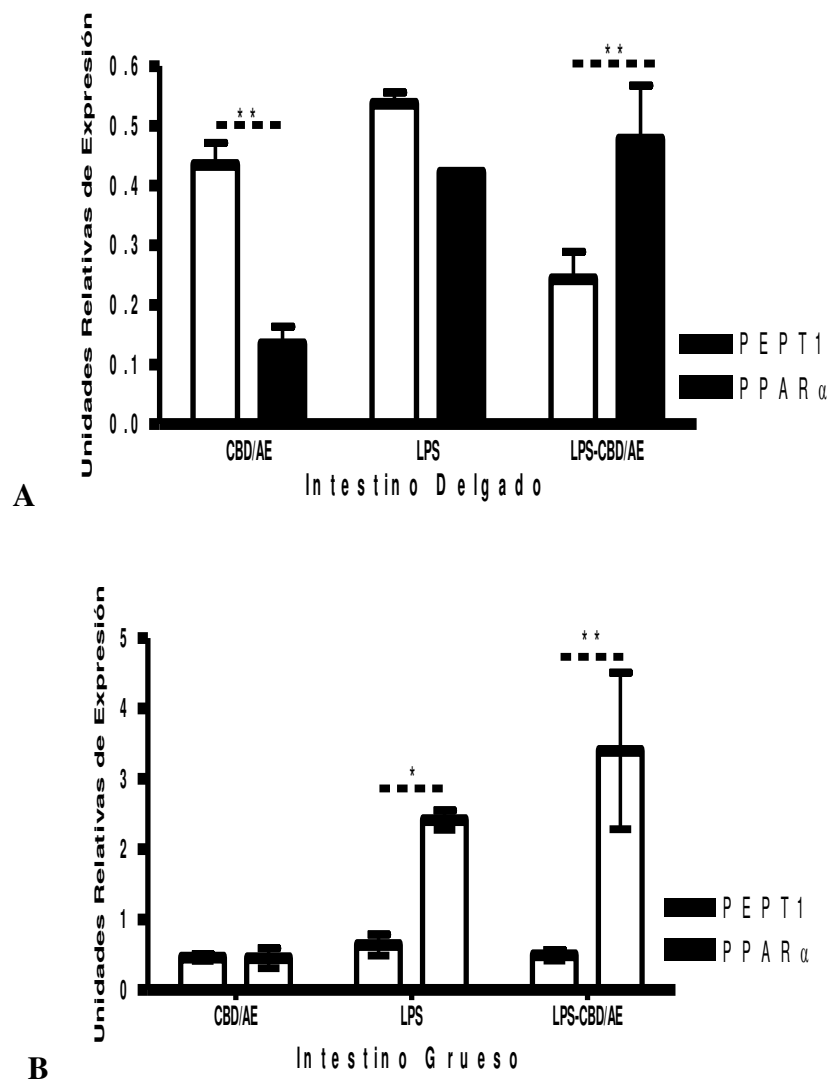 Unidades Relativas de Expresión
0.6
0.5
0.4
0.3
0.2
0.1
0.0
**
**
CBD/AE
LPS
LPS-CBD/AE
Intestino Delgado
PEPT1
PPARα
A
Unidades Relativas de Expresión
5
4
3
2
1
0
*
**
CBD/AE
LPS
LPS-CBD/AE
Intestino Grueso
PEPT1
PPARα
B